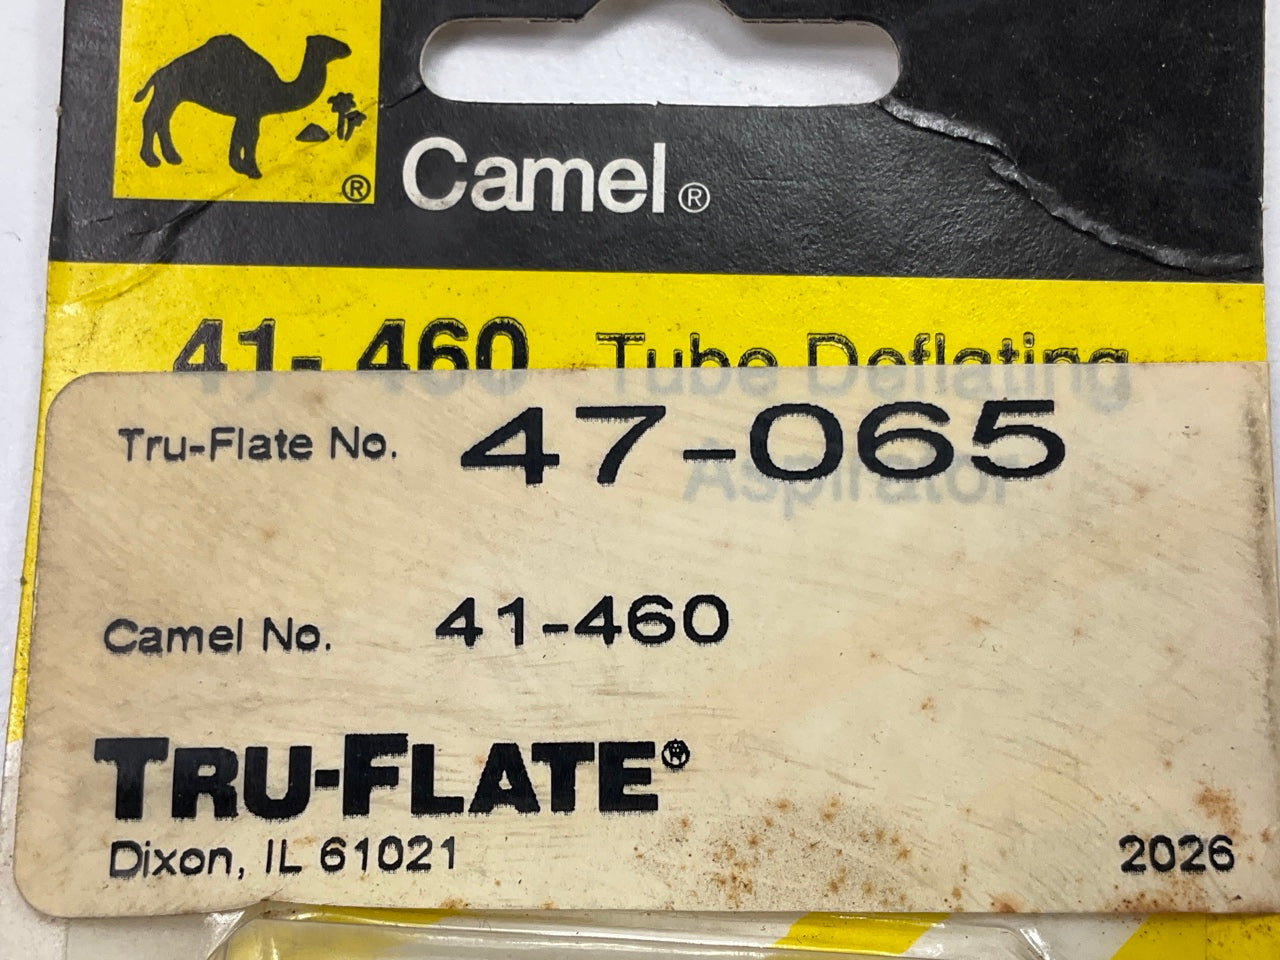 Camel®
41-460 Tube Deflating
Aspirator
Tru-Flate No. 47-065
Camel No. 41-460
TRU-FLATE®
Dixon, IL 61021
2026